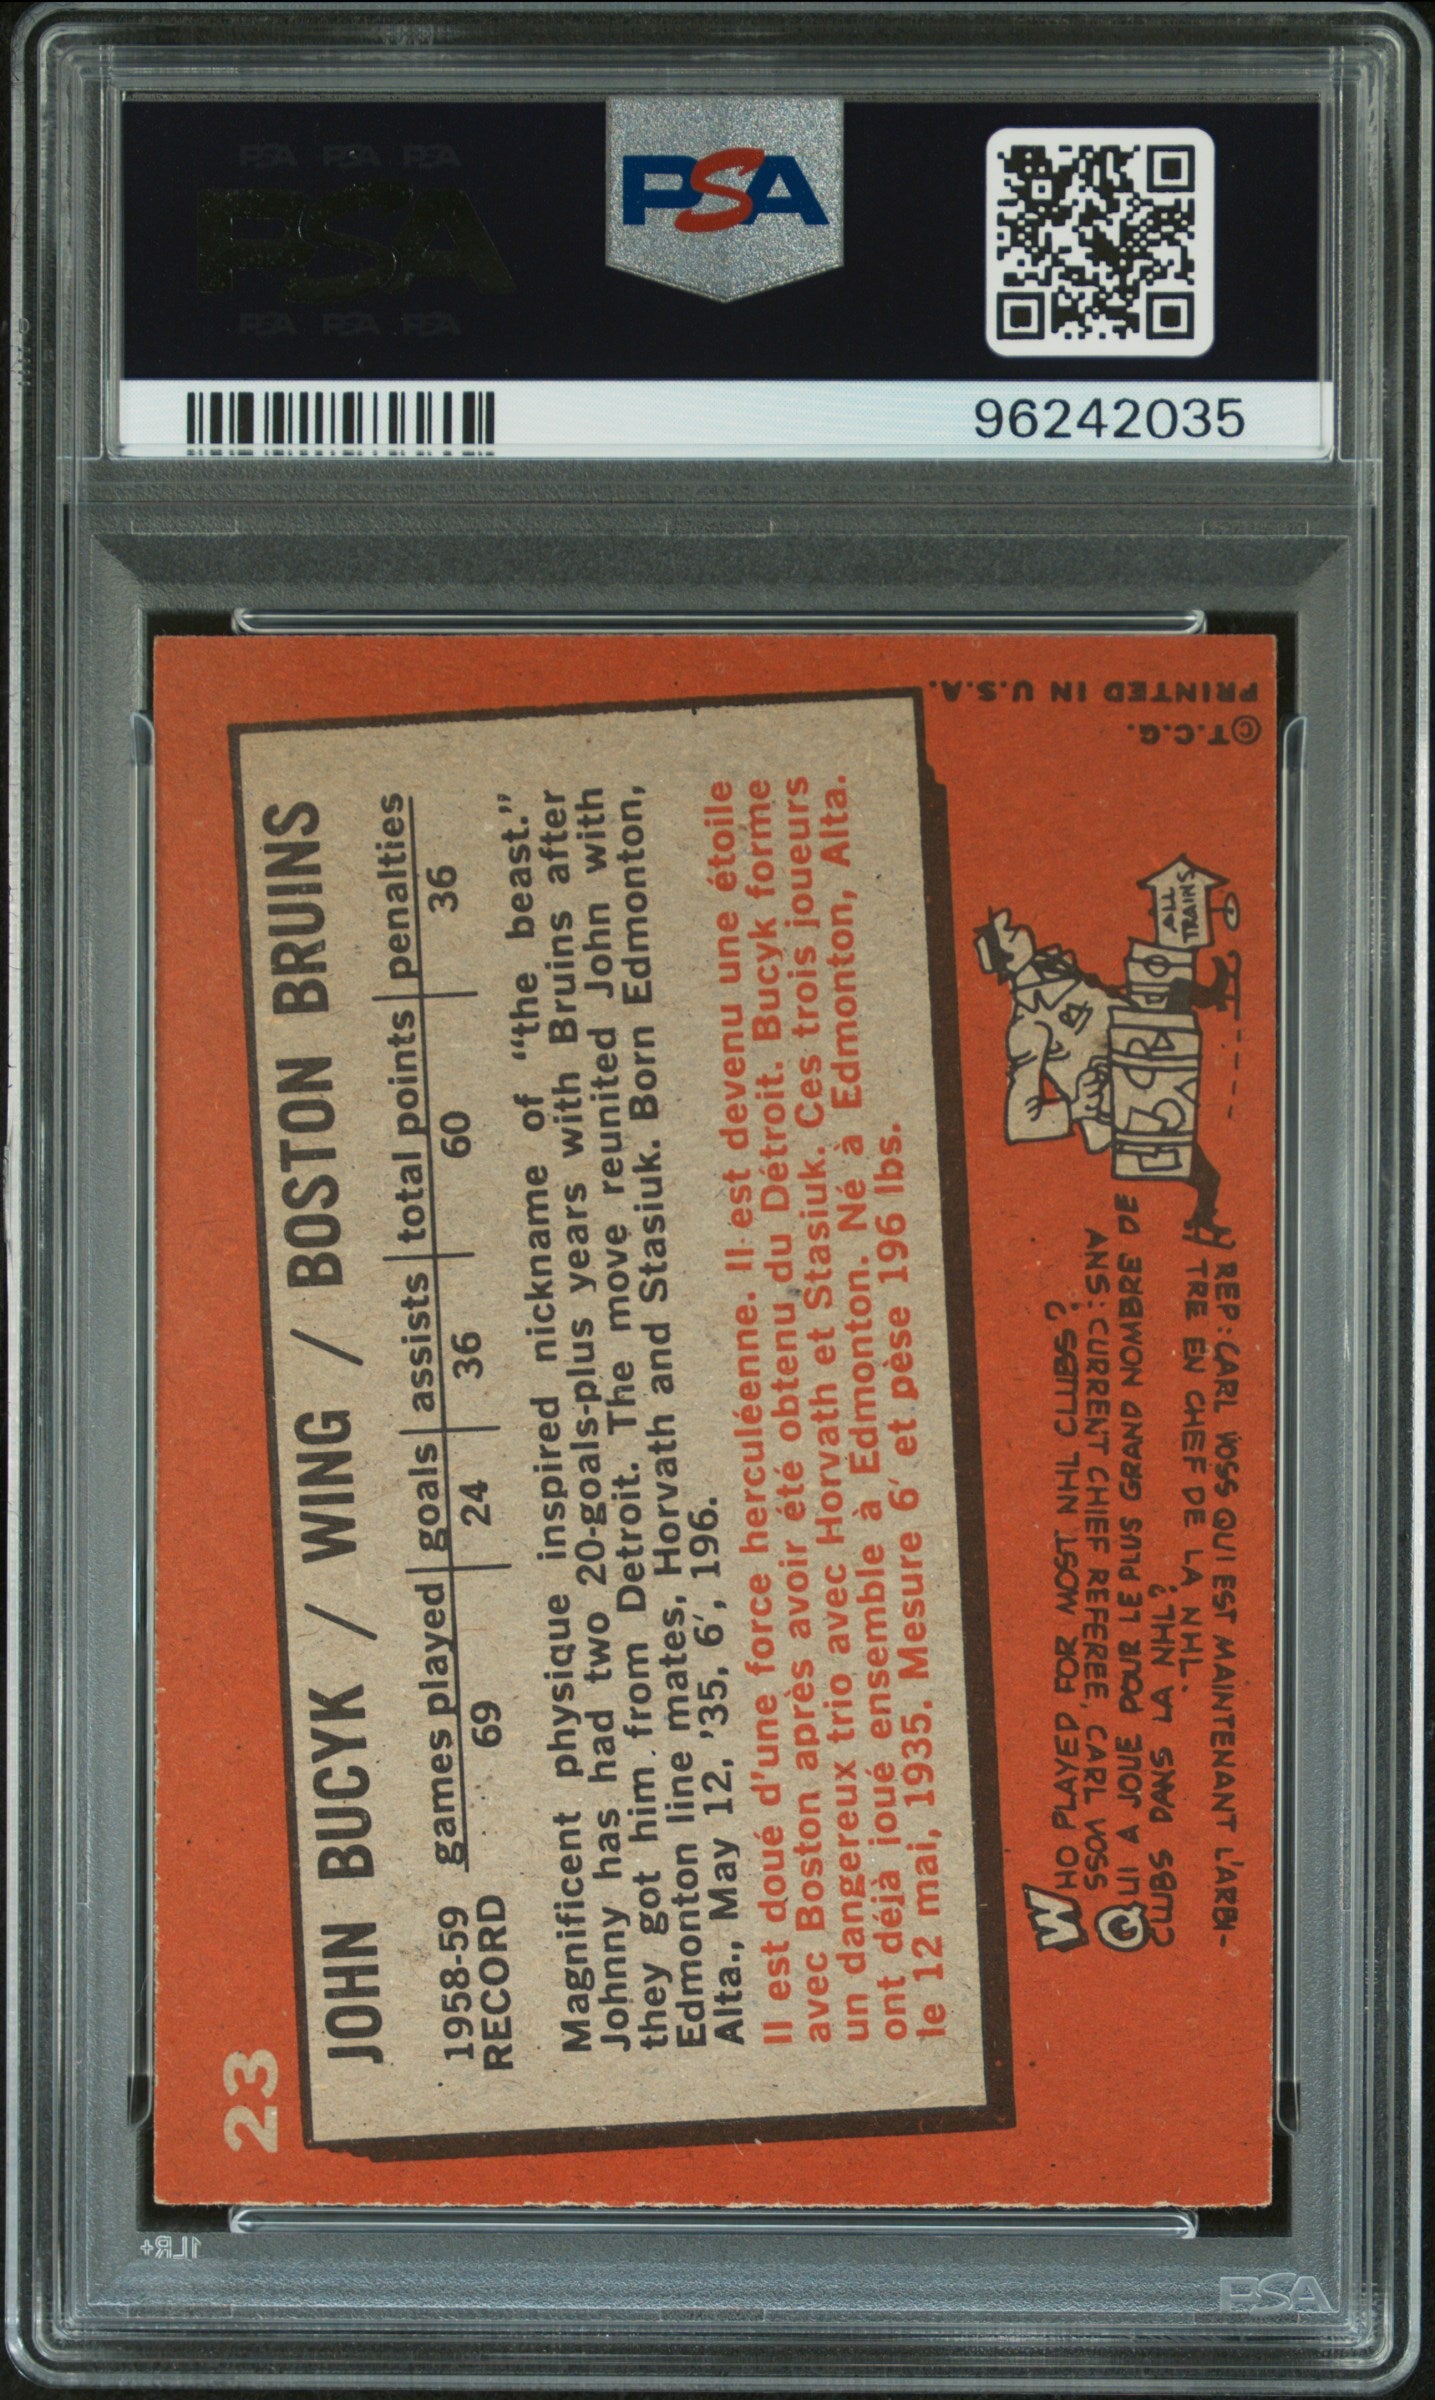 PSA PSA PSA
PSA
PSA PSA PSA
PSA
96242035
23
JOHN BUCYK / WING / BOSTON BRUINS
1958-59 RECORD
games played | goals | assists | total points | penalties
69 24 36 60 36
Magnificent physique inspired nickname of “the beast.”
Johnny has had two 20-goals-plus years with Bruins after
they got him from Detroit. The move reunited John with
Edmonton line mates, Horvath and Stasiuk. Born Edmonton,
Alta., May 12, ’35, 6′, 196.
Il est doué d'une force herculéenne. Il est devenu une étoile
avec Boston après avoir été obtenu du Détroit. Bucyk forme
un dangereux trio avec Horvath et Stasiuk. Ces trois joueurs
ont déjà joué ensemble à Edmonton. Né à Edmonton, Alta.
le 12 mai, 1935. Mesure 6′ et pèse 196 lbs.
WHO PLAYED FOR MOST NHL CLUBS?
ANS: CURRENT CHIEF REFEREE, CARL VOSS
QUI A JOUE POUR LE PLUS GRAND NOMBRE DE
CLUBS DANS LA NHL?
REP: CARL VOSS QUI EST MAINTENANT L'ARBI-
TRE EN CHEF DE LA NHL.
ALL
TRAINS
©T.C.G.
PRINTED IN U.S.A.
1LR+
PSA